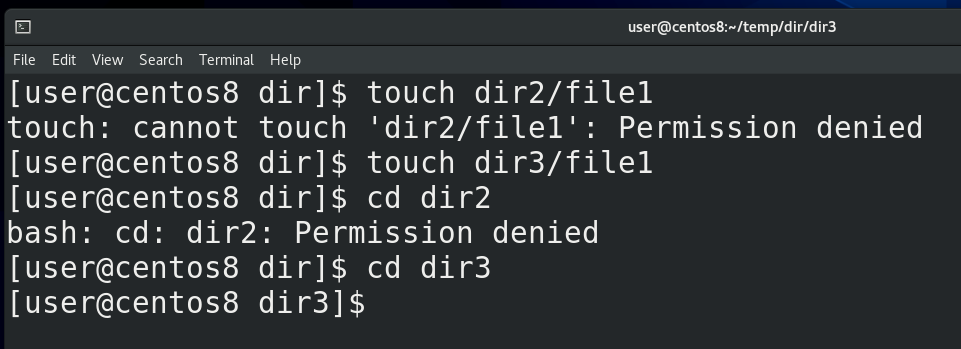 user@centos8:~/temp/dir/dir3
File Edit View Search Terminal Help
[user@centos8 dir]$ touch dir2/file1
touch: cannot touch 'dir2/file1': Permission denied
[user@centos8 dir]$ touch dir3/file1
[user@centos8 dir]$ cd dir2
bash: cd: dir2: Permission denied
[user@centos8 dir]$ cd dir3
[user@centos8 dir3]$